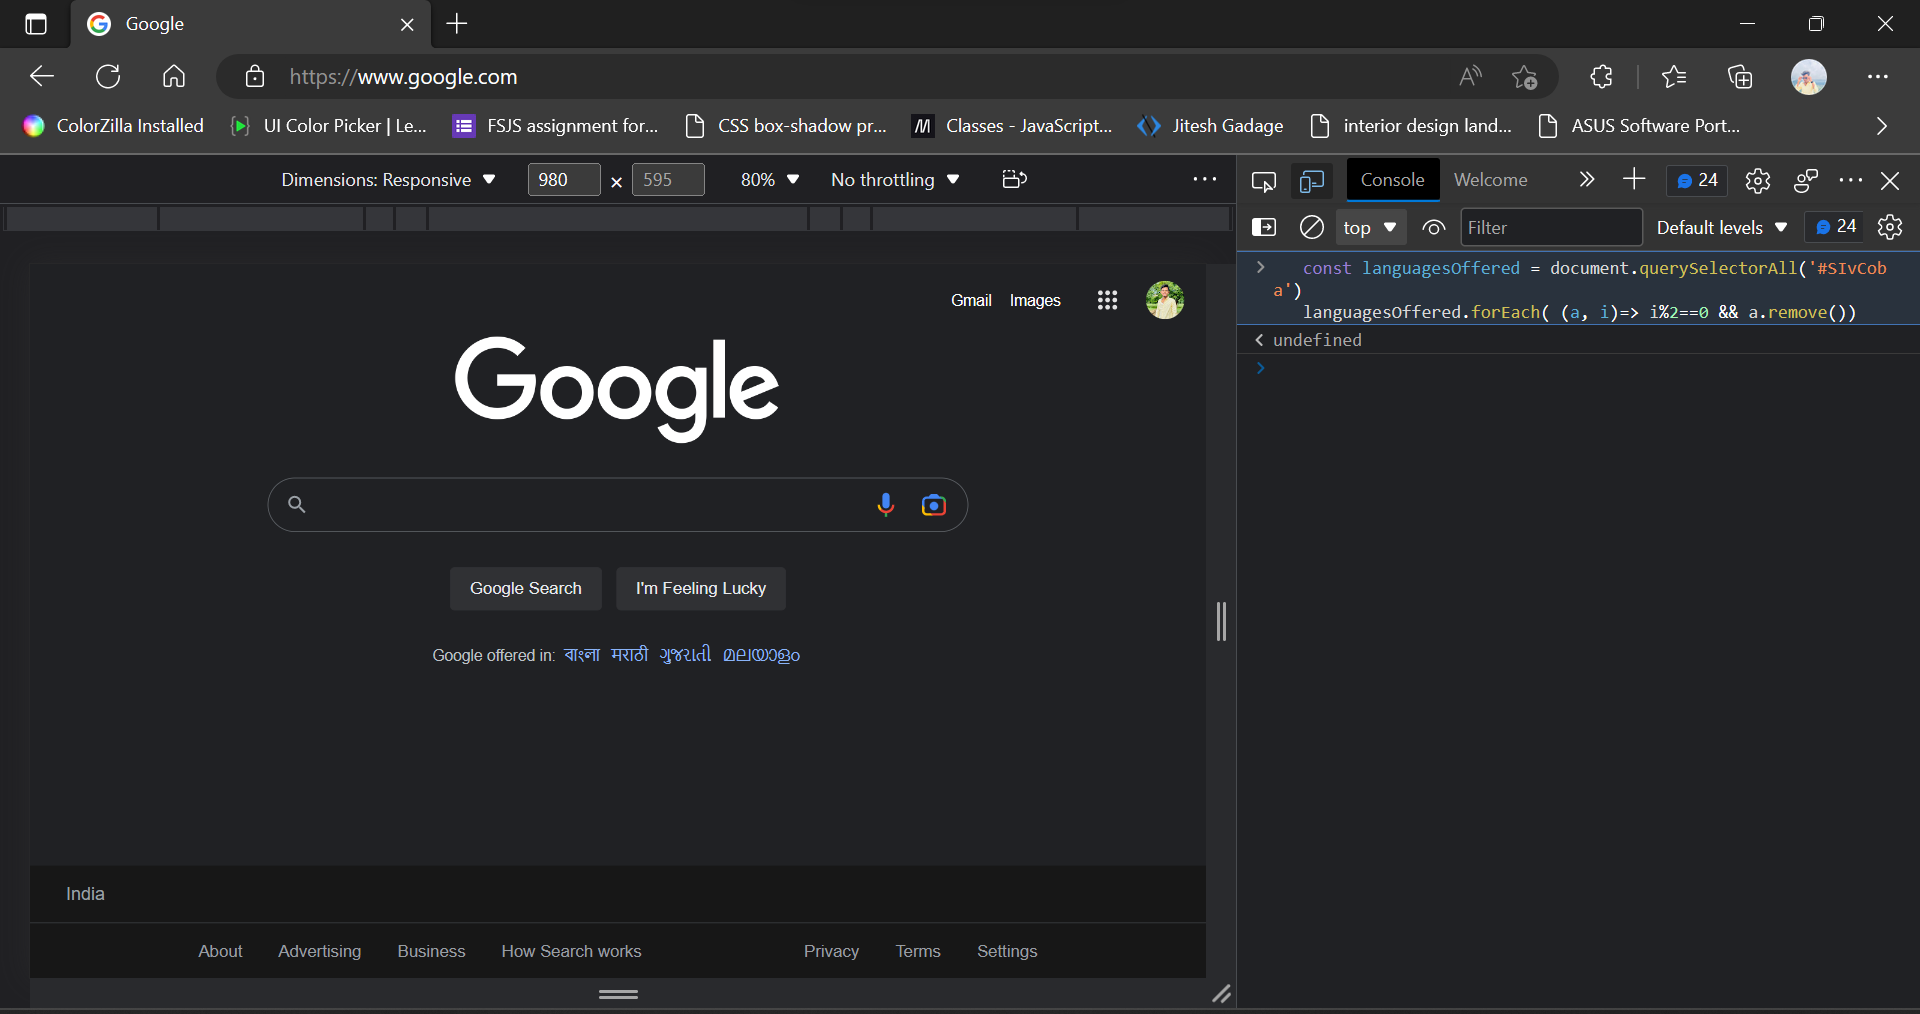 Google
https://www.google.com
ColorZilla Installed
UI Color Picker | Le...
FSJS assignment for...
CSS box-shadow pr...
Classes - JavaScript...
Jitesh Gadage
interior design land...
ASUS Software Port...
Dimensions: Responsive
980 × 595
80%
No throttling
Console
Welcome
24
top
Filter
Default levels
24
const languagesOffered = document.querySelectorAll('#SIvCob
a')
languagesOffered.forEach( (a, i)=> i%2==0 && a.remove())
undefined
Gmail Images
Google
Google Search
I'm Feeling Lucky
Google offered in: বাংলা मराठी ગુજરાતી മലയാളം
India
About Advertising Business How Search works Privacy Terms Settings